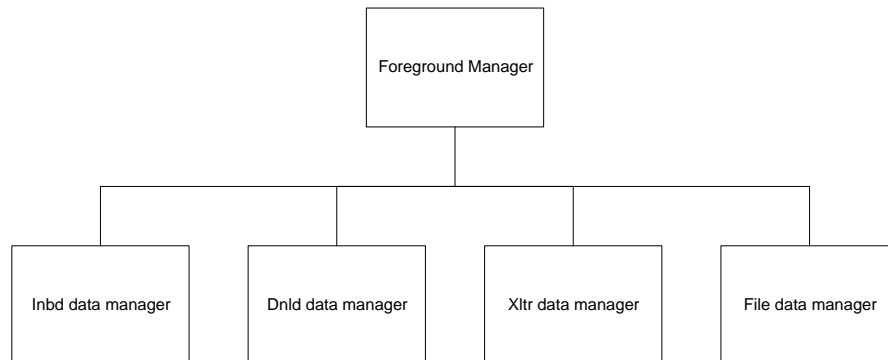 Foreground Manager
Inbd data manager
Dnld data manager
Xltr data manager
File data manager